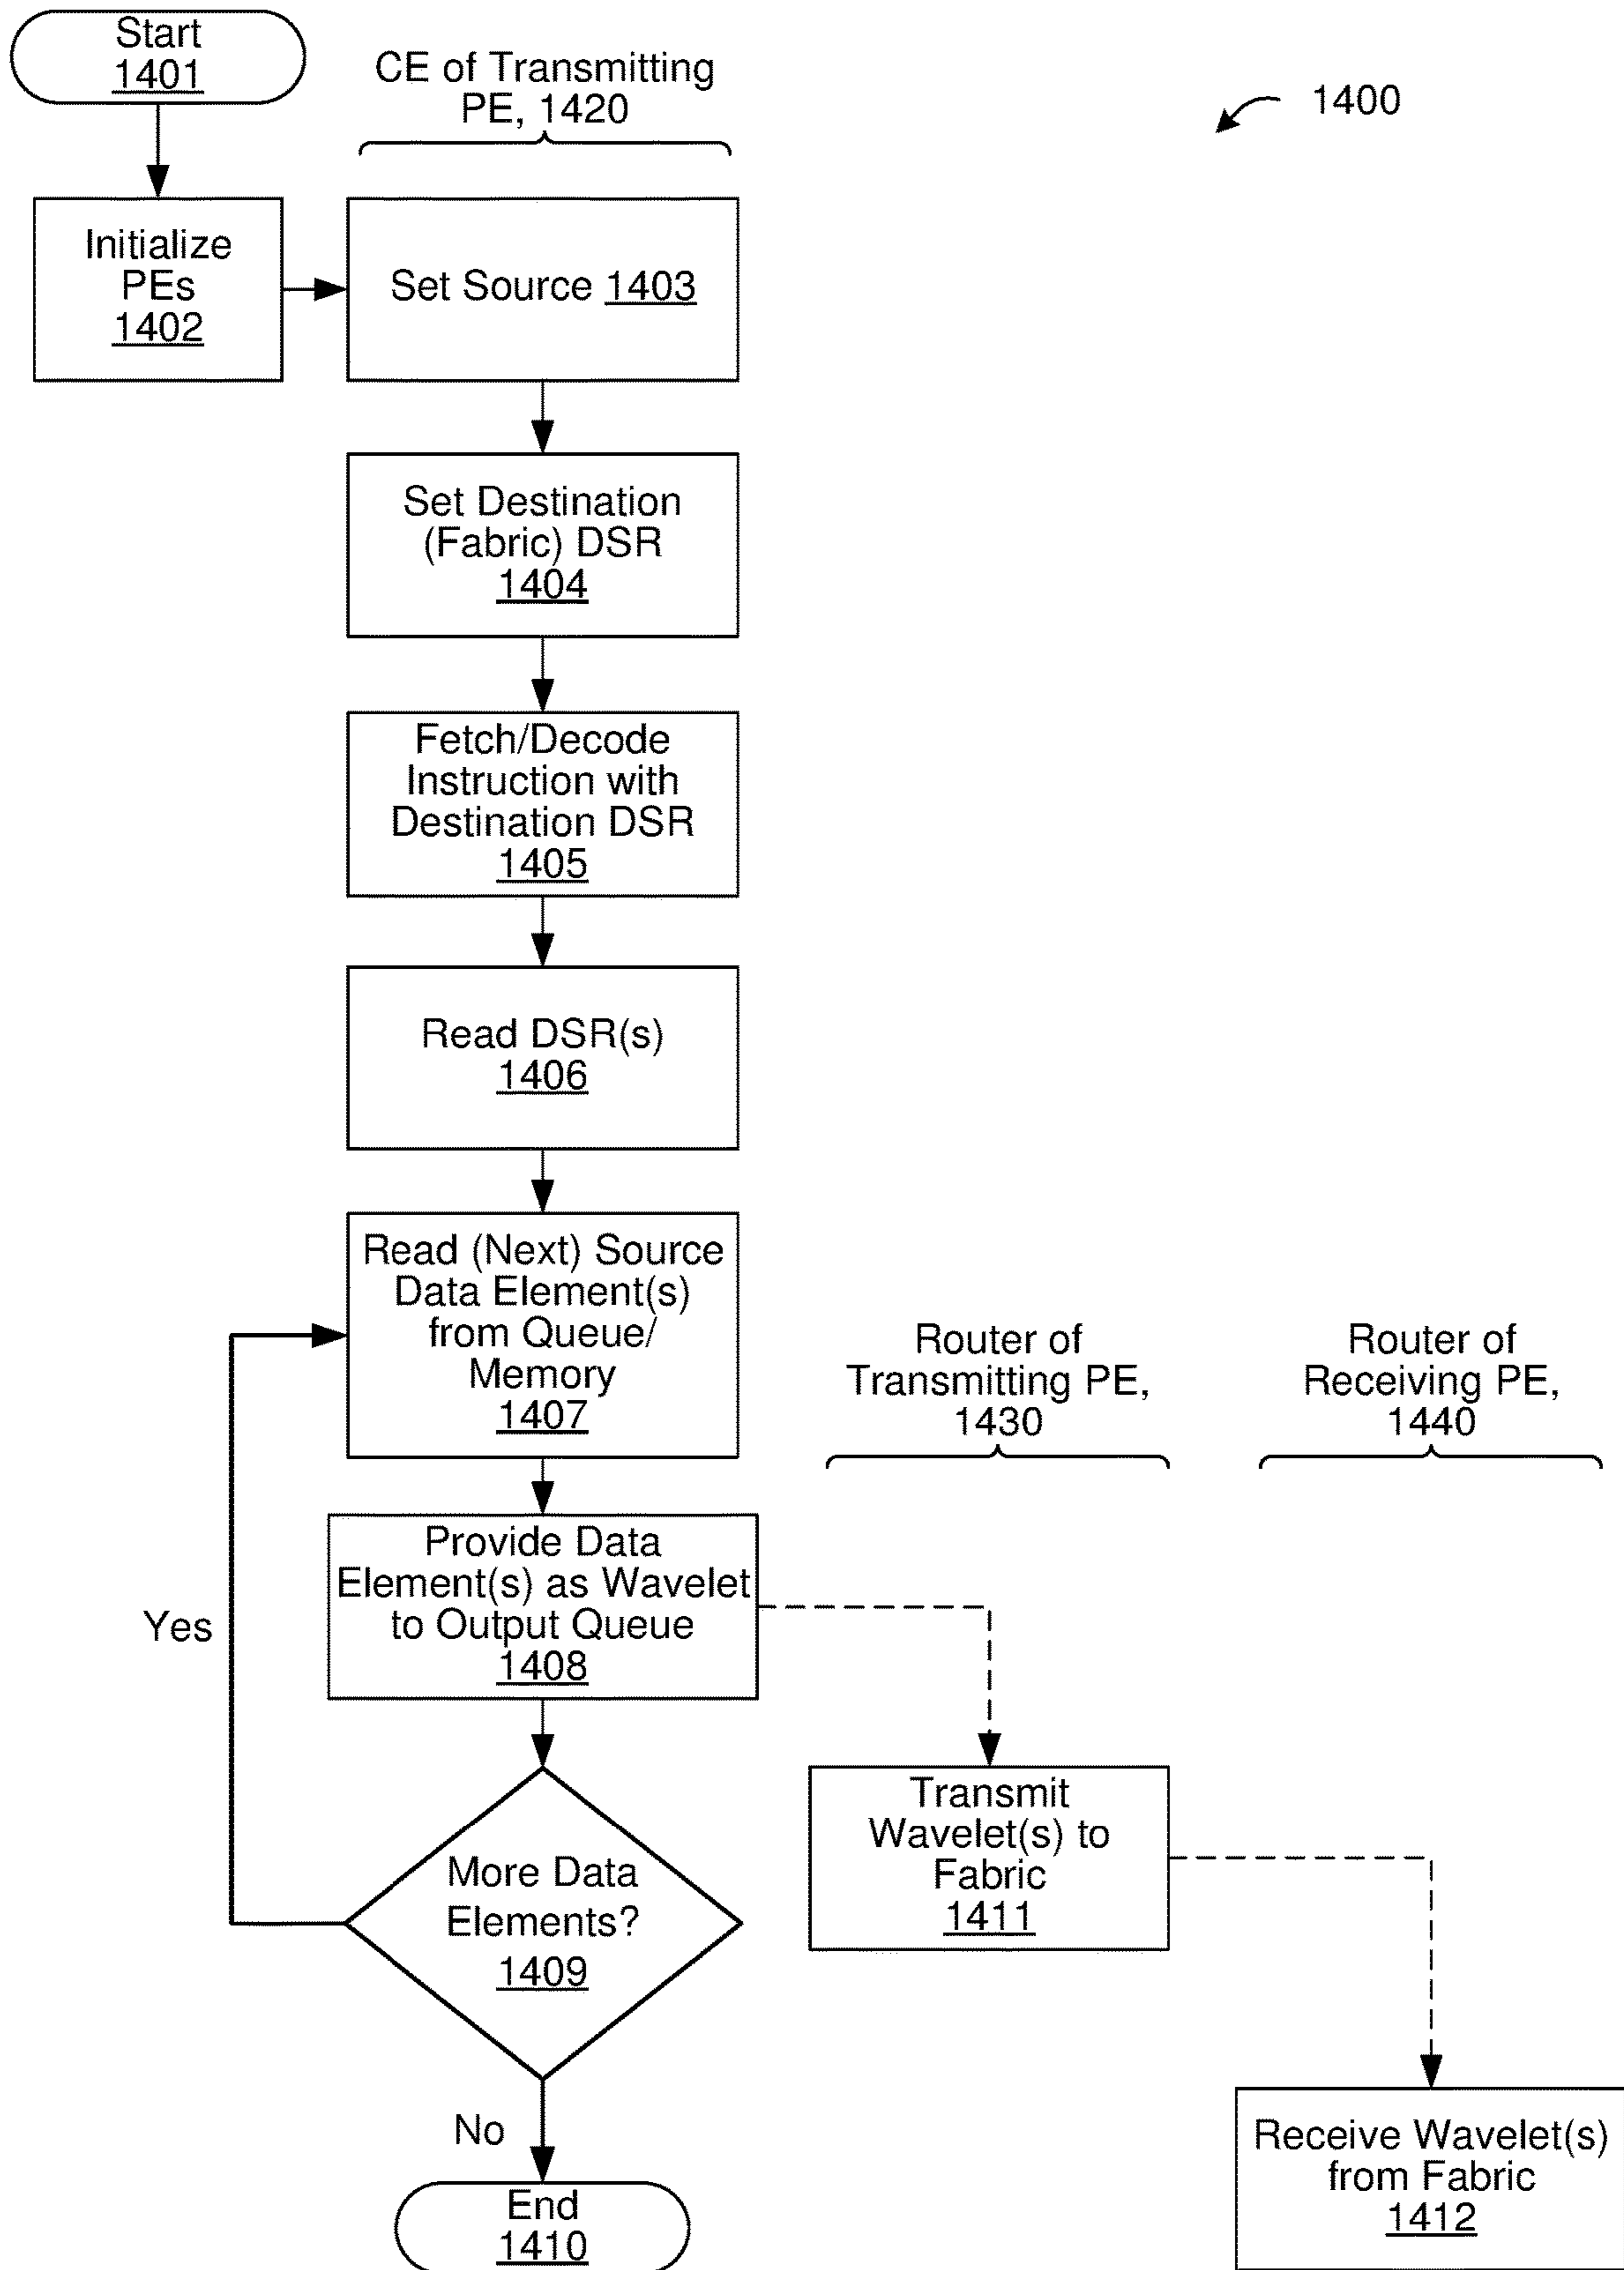 Start
1401
CE of Transmitting
PE, 1420
1400
Initialize
PEs
1402
Set Source 1403
Set Destination
(Fabric) DSR
1404
Fetch/Decode
Instruction with
Destination DSR
1405
Read DSR(s)
1406
Read (Next) Source
Data Element(s)
from Queue/
Memory
1407
Router of
Transmitting PE,
1430
Router of
Receiving PE,
1440
Provide Data
Element(s) as Wavelet
to Output Queue
1408
Yes
Transmit
Wavelet(s) to
Fabric
1411
More Data
Elements?
1409
No
Receive Wavelet(s)
from Fabric
1412
End
1410